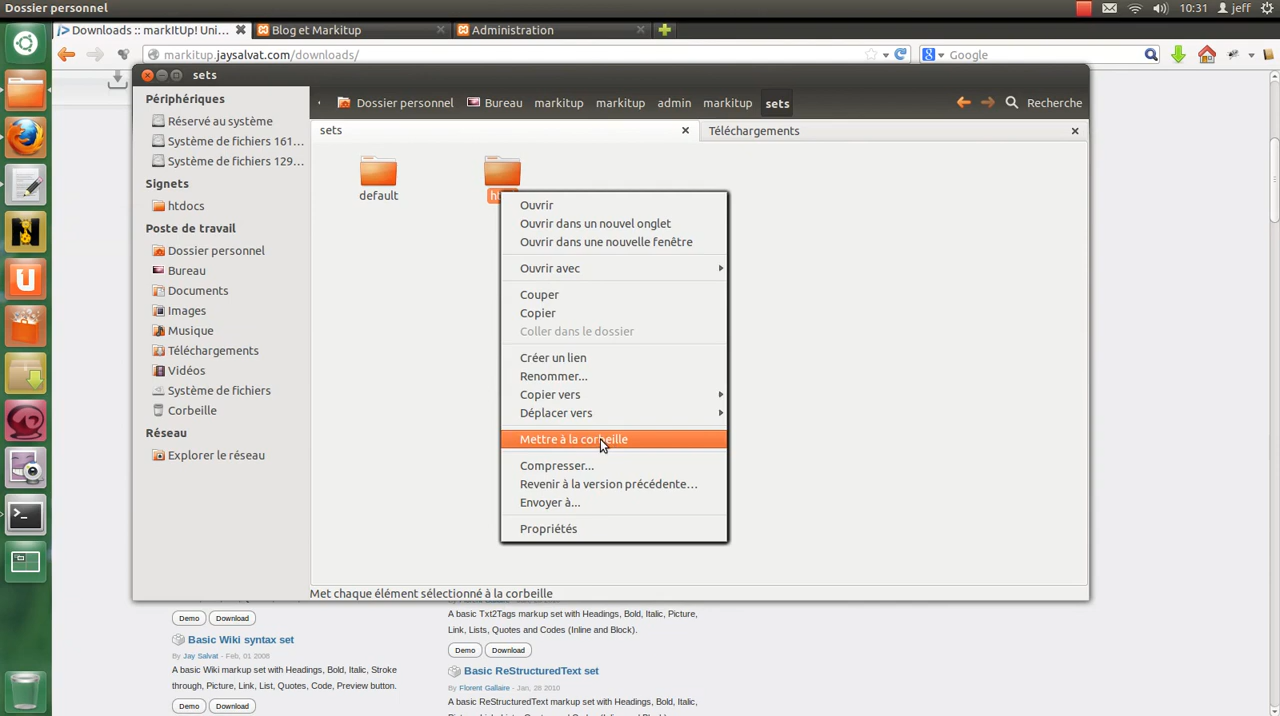 Dossier personnel
10:31 jeff
Downloads :: markItUp! Uni...
Blog et Markitup
Administration
markitup.jaysalvat.com/downloads/
Google
sets
Périphériques
Réservé au système
Système de fichiers 161...
Système de fichiers 129...
Signets
htdocs
Poste de travail
Dossier personnel
Bureau
Documents
Images
Musique
Téléchargements
Vidéos
Système de fichiers
Corbeille
Réseau
Explorer le réseau
Dossier personnel Bureau markitup markitup admin markitup sets
Recherche
sets
Téléchargements
default
Ouvrir
Ouvrir dans un nouvel onglet
Ouvrir dans une nouvelle fenêtre
Ouvrir avec
Couper
Copier
Coller dans le dossier
Créer un lien
Renommer...
Copier vers
Déplacer vers
Mettre à la corbeille
Compresser...
Revenir à la version précédente...
Envoyer à...
Propriétés
Met chaque élément sélectionné à la corbeille
Demo Download
Basic Wiki syntax set
By Jay Salvat - Feb, 01 2008
A basic Wiki markup set with Headings, Bold, Italic, Stroke
through, Picture, Link, List, Quotes, Code, Preview button.
Demo Download
A basic Txt2Tags markup set with Headings, Bold, Italic, Picture,
Link, Lists, Quotes and Codes (Inline and Block).
Demo Download
Basic ReStructuredText set
By Florent Gallaire - Jan, 28 2010
A basic ReStructuredText markup set with Headings, Bold, Italic,